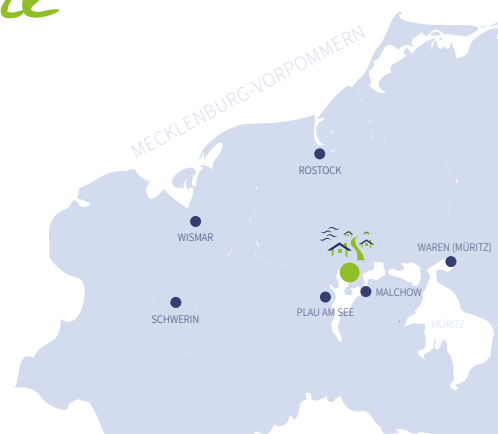 MECKLENBURG-VORPOMMERN
ROSTOCK
WISMAR
WAREN (MÜRITZ)
MALCHOW
PLAU AM SEE
SCHWERIN
MÜRITZ